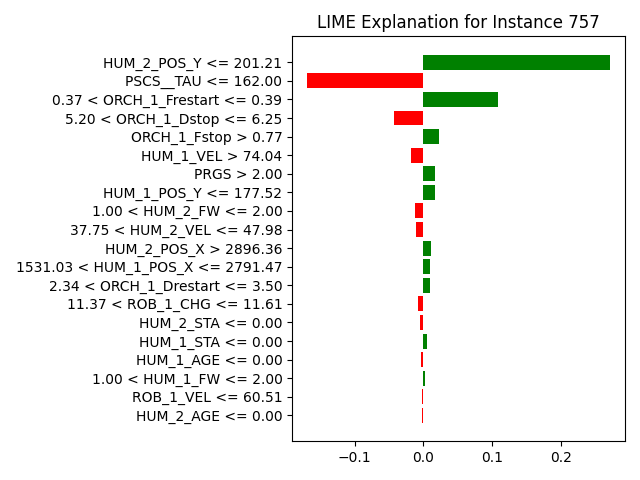 LIME Explanation for Instance 757
HUM_2_POS_Y <= 201.21
PSCS__TAU <= 162.00
0.37 < ORCH_1_Frestart <= 0.39
5.20 < ORCH_1_Dstop <= 6.25
ORCH_1_Fstop > 0.77
HUM_1_VEL > 74.04
PRGS > 2.00
HUM_1_POS_Y <= 177.52
1.00 < HUM_2_FW <= 2.00
37.75 < HUM_2_VEL <= 47.98
HUM_2_POS_X > 2896.36
1531.03 < HUM_1_POS_X <= 2791.47
2.34 < ORCH_1_Drestart <= 3.50
11.37 < ROB_1_CHG <= 11.61
HUM_2_STA <= 0.00
HUM_1_STA <= 0.00
HUM_1_AGE <= 0.00
1.00 < HUM_1_FW <= 2.00
ROB_1_VEL <= 60.51
HUM_2_AGE <= 0.00
−0.1 0.0 0.1 0.2